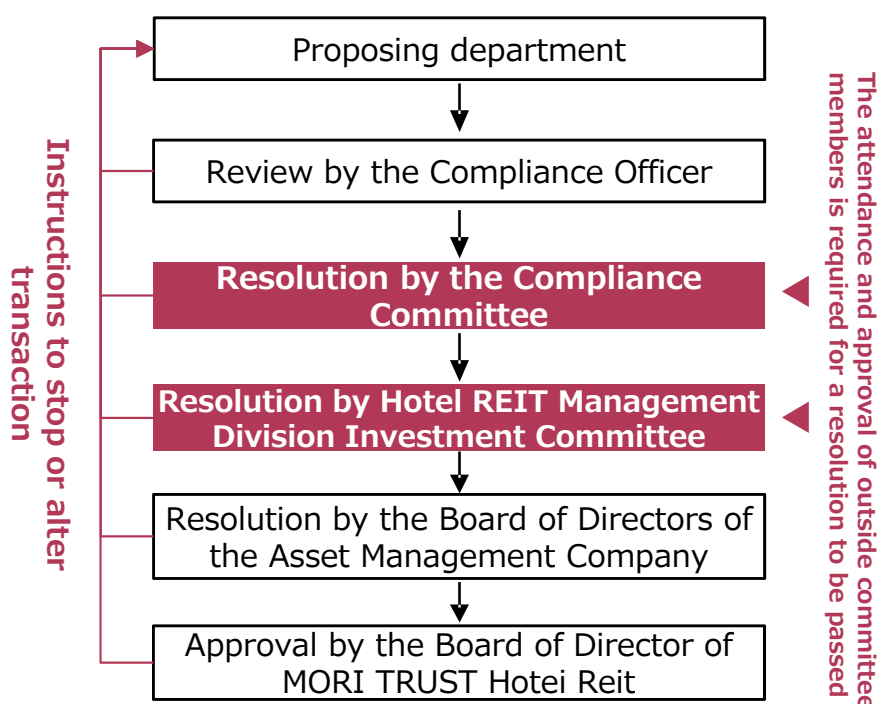 Proposing department
Review by the Compliance Officer
Resolution by the Compliance
Committee
Resolution by Hotel REIT Management
Division Investment Committee
Resolution by the Board of Directors of
the Asset Management Company
Approval by the Board of Director of
MORI TRUST Hotei Reit
Instructions to stop or alter
transaction
The attendance and approval of outside committee
members is required for a resolution to be passed